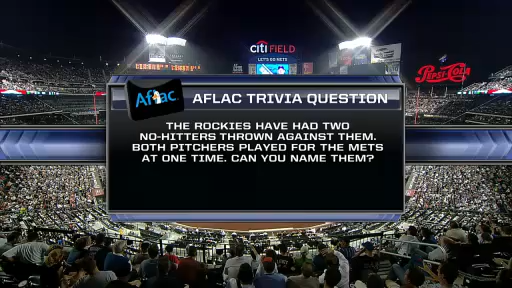 citi FIELD
LET'S GO METS
PEPSI-COLA
Aflac
AFLAC TRIVIA QUESTION
THE ROCKIES HAVE HAD TWO
NO-HITTERS THROWN AGAINST THEM.
BOTH PITCHERS PLAYED FOR THE METS
AT ONE TIME. CAN YOU NAME THEM?